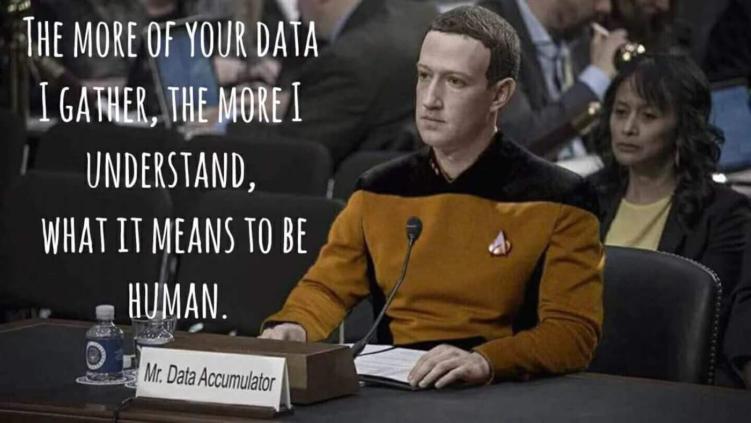 THE MORE OF YOUR DATA
I GATHER, THE MORE I
UNDERSTAND,
WHAT IT MEANS TO BE
HUMAN.
Mr. Data Accumulator